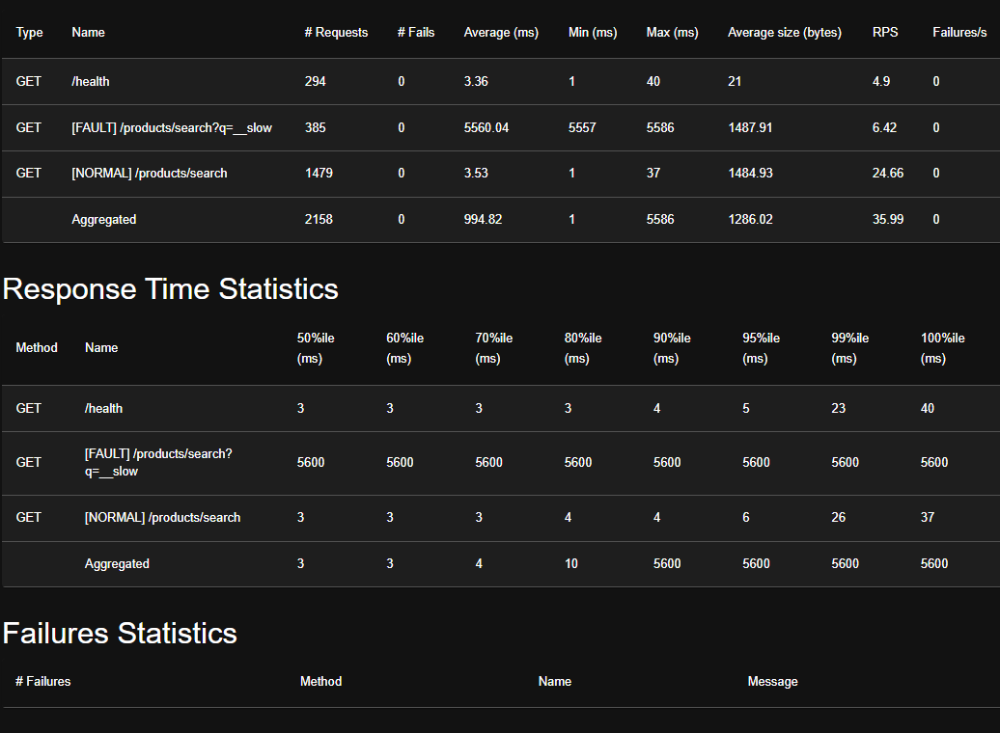 Type Name # Requests # Fails Average (ms) Min (ms) Max (ms) Average size (bytes) RPS Failures/s
GET /health 294 0 3.36 1 40 21 4.9 0
GET [FAULT] /products/search?q=__slow 385 0 5560.04 5557 5586 1487.91 6.42 0
GET [NORMAL] /products/search 1479 0 3.53 1 37 1484.93 24.66 0
Aggregated 2158 0 994.82 1 5586 1286.02 35.99 0
Response Time Statistics
Method Name 50%ile (ms) 60%ile (ms) 70%ile (ms) 80%ile (ms) 90%ile (ms) 95%ile (ms) 99%ile (ms) 100%ile (ms)
GET /health 3 3 3 3 4 5 23 40
GET [FAULT] /products/search?
q=__slow 5600 5600 5600 5600 5600 5600 5600 5600
GET [NORMAL] /products/search 3 3 3 4 4 6 26 37
Aggregated 3 3 4 10 5600 5600 5600 5600
Failures Statistics
# Failures Method Name Message